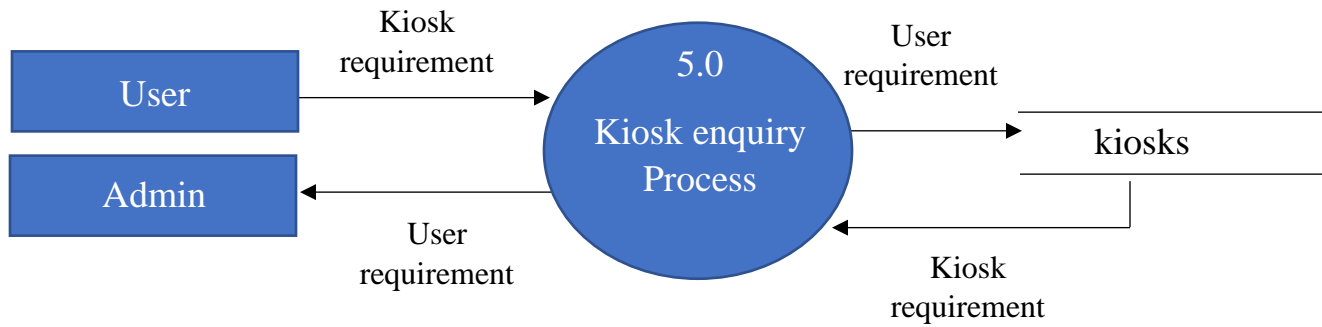 Kiosk
requirement
User
5.0
Kiosk enquiry
Process
User
requirement
kiosks
Admin
User
requirement
Kiosk
requirement